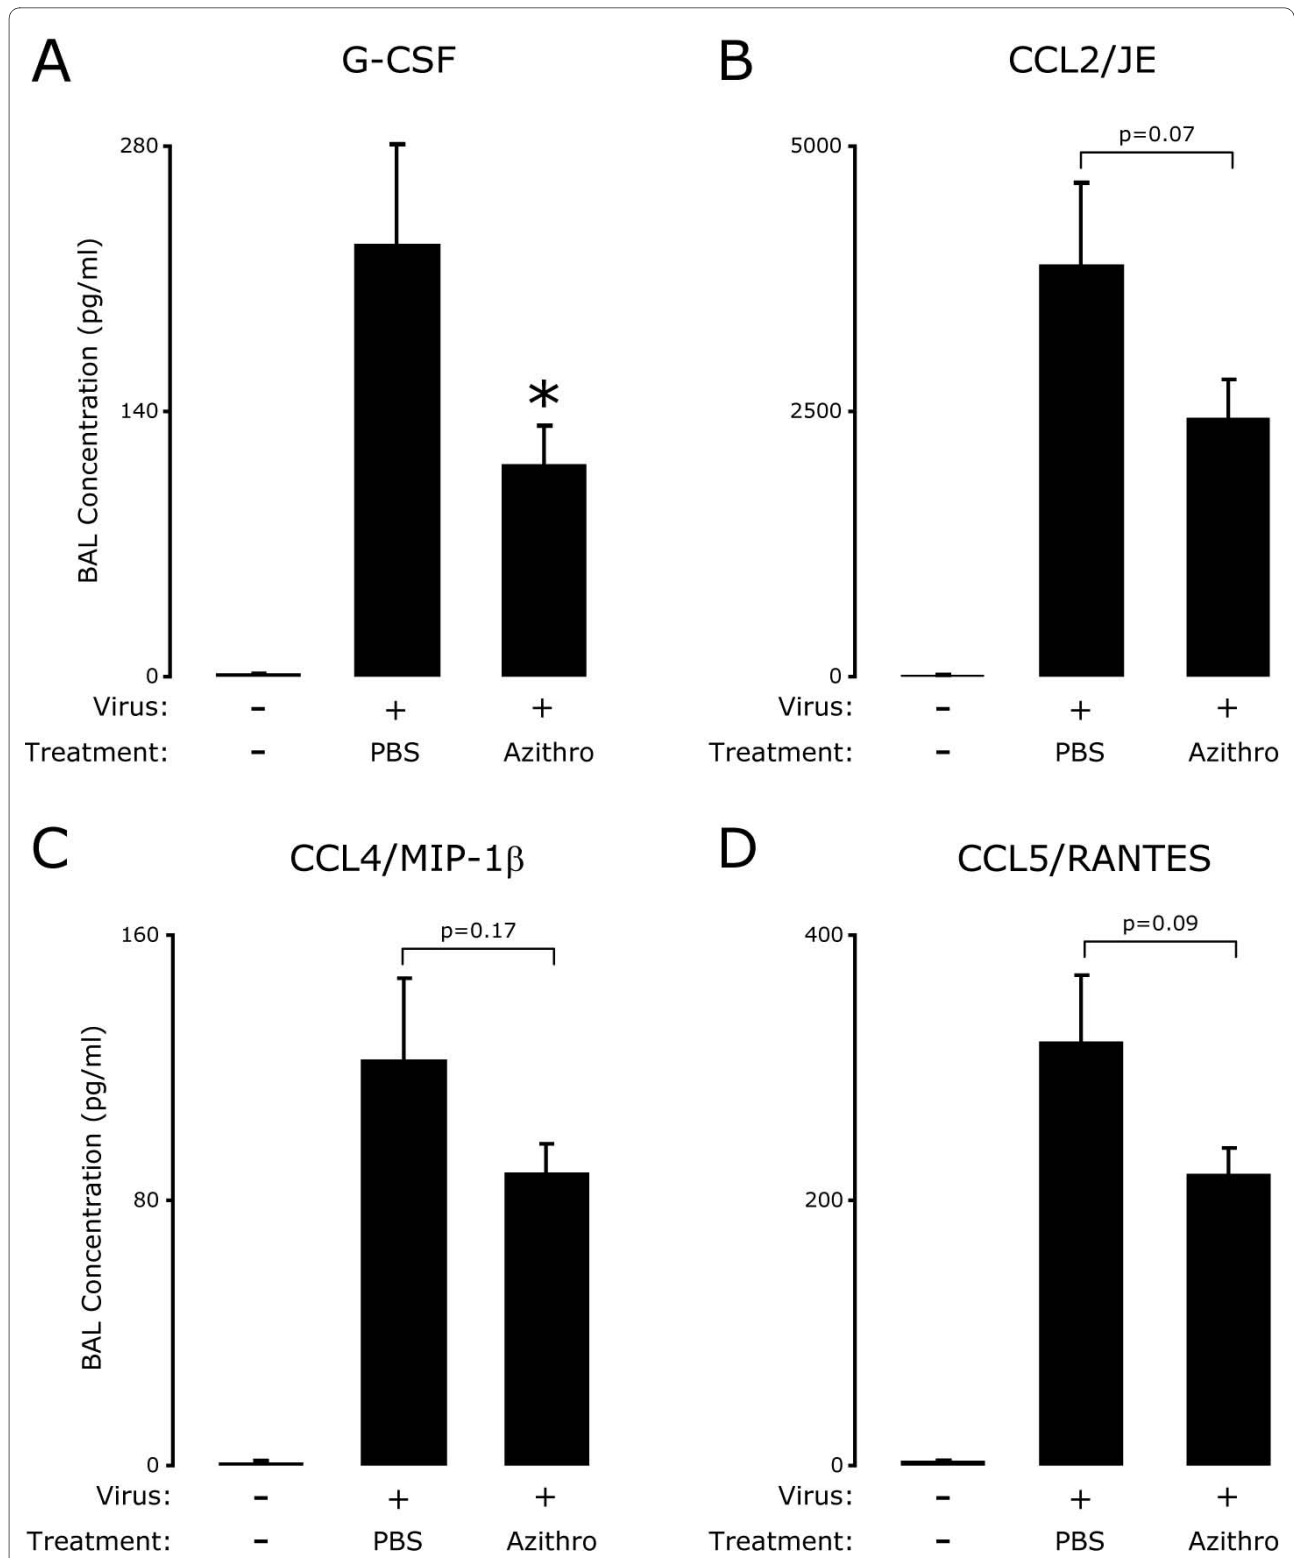 A
G-CSF
280
140
0
BAL Concentration (pg/ml)
*
Virus: - + +
Treatment: - PBS Azithro
B
CCL2/JE
p=0.07
5000
2500
0
Virus: - + +
Treatment: - PBS Azithro
C
CCL4/MIP-1β
p=0.17
160
80
0
BAL Concentration (pg/ml)
Virus: - + +
Treatment: - PBS Azithro
D
CCL5/RANTES
p=0.09
400
200
0
Virus: - + +
Treatment: - PBS Azithro